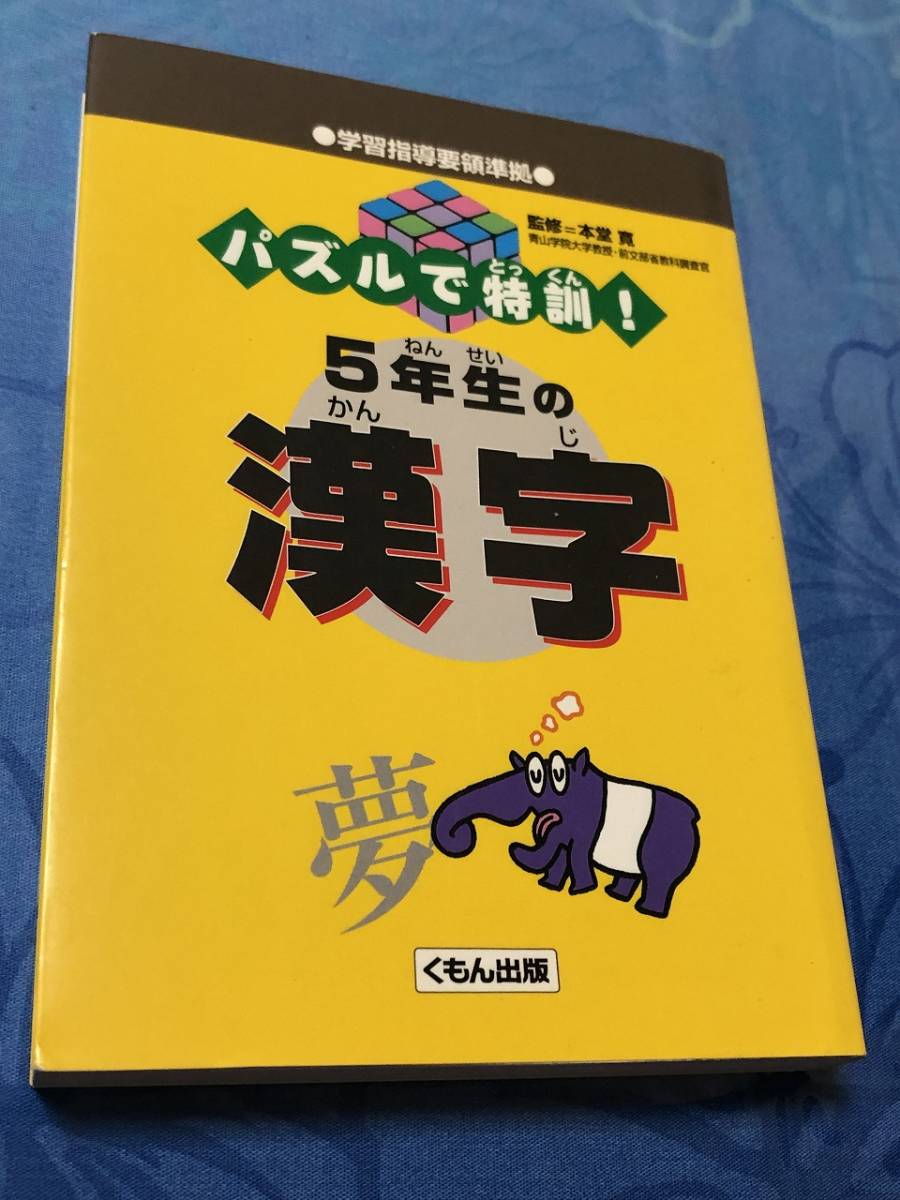 ●学習指導要領準拠●
監修=本堂 寛
青山学院大学教授・前文部省教科調査官
パズルで特訓!
とっ くん
ねん せい
5年生の
かん じ
漢字
夢
くもん出版